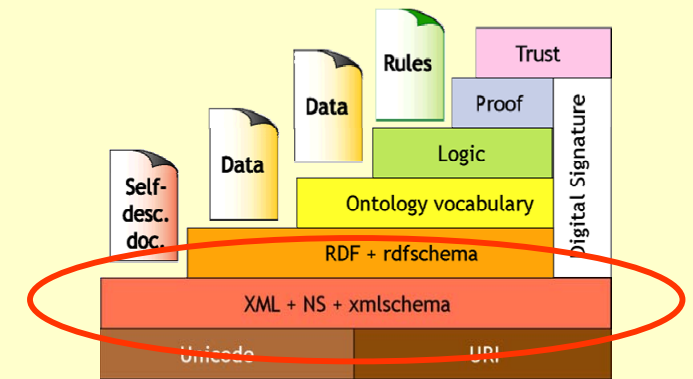 Rules
Trust
Data
Proof
Data
Logic
Self-
desc.
doc.
Ontology vocabulary
Digital Signature
RDF + rdfschema
XML + NS + xmlschema
Unicode
URI